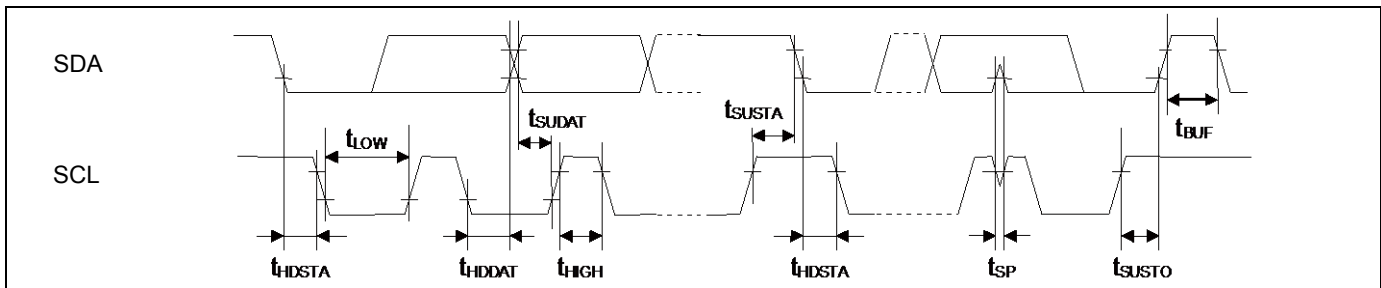 SDA
tSUSTA
tSUDAT
tLOW
tBUF
SCL
tHDSTA
tHDDAT
tHIGH
tHDSTA
tSP
tSUSTO